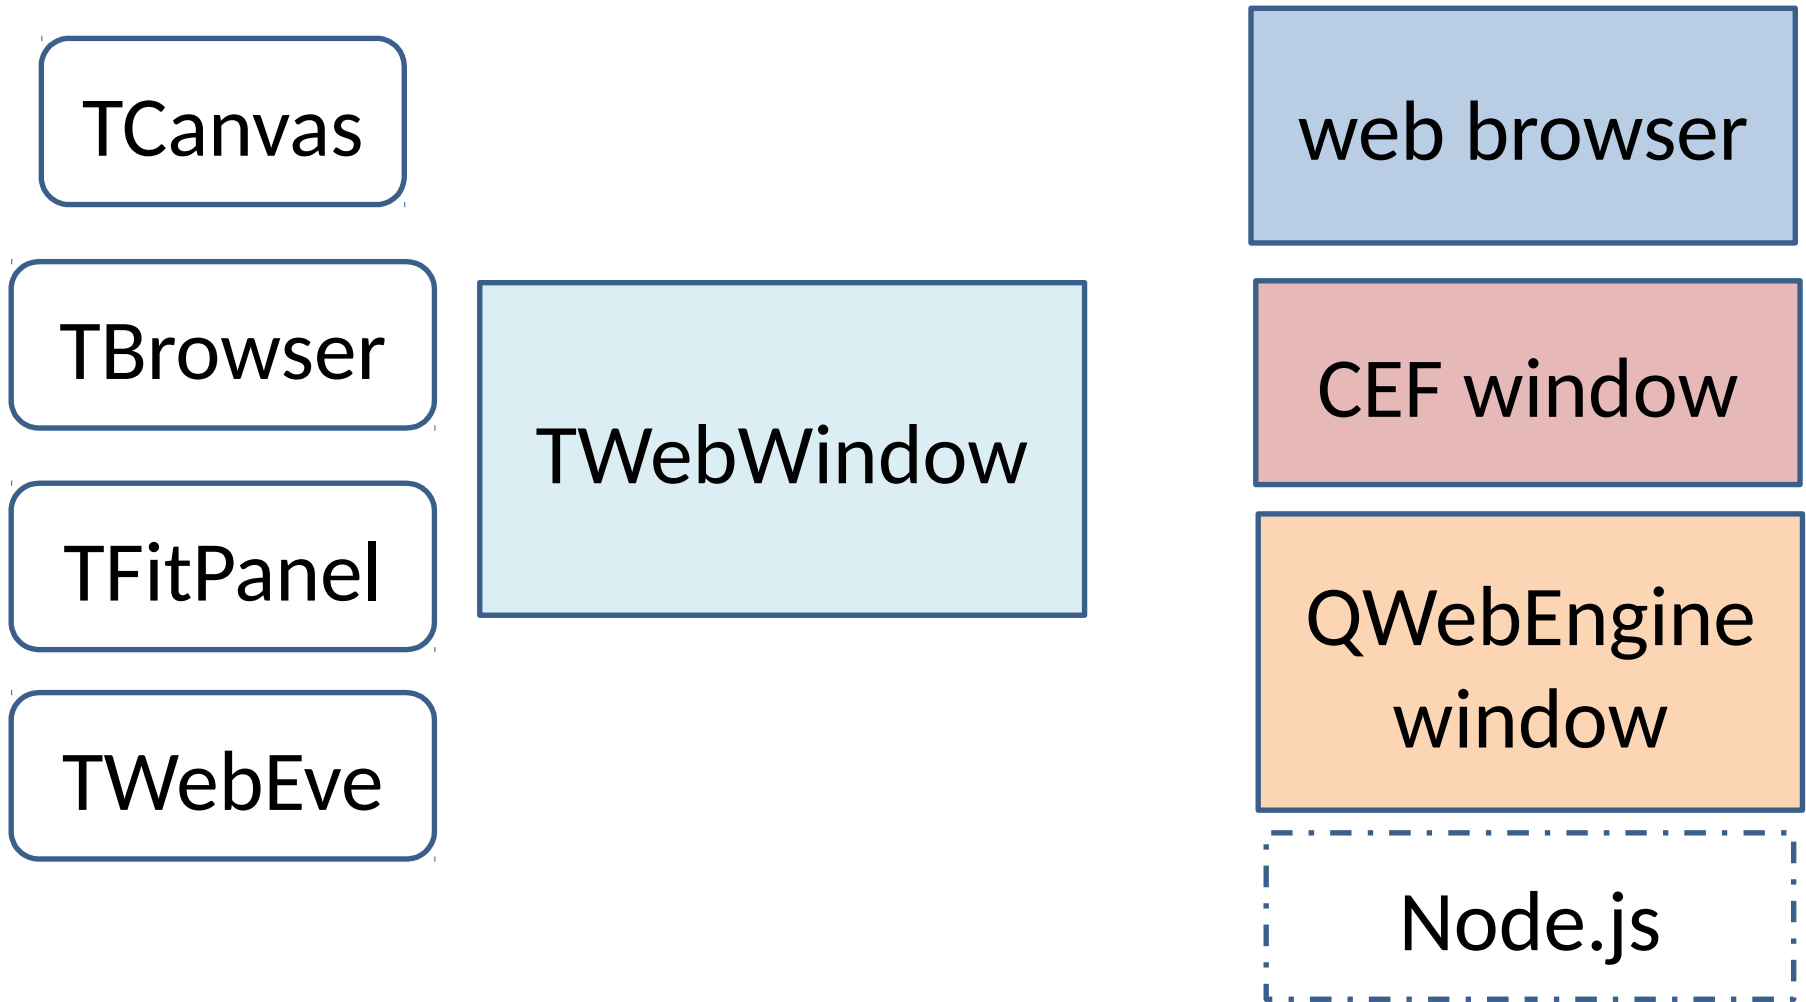 TCanvas
TBrowser
TFitPanel
TWebEve
TWebWindow
web browser
CEF window
QWebEngine
window
Node.js